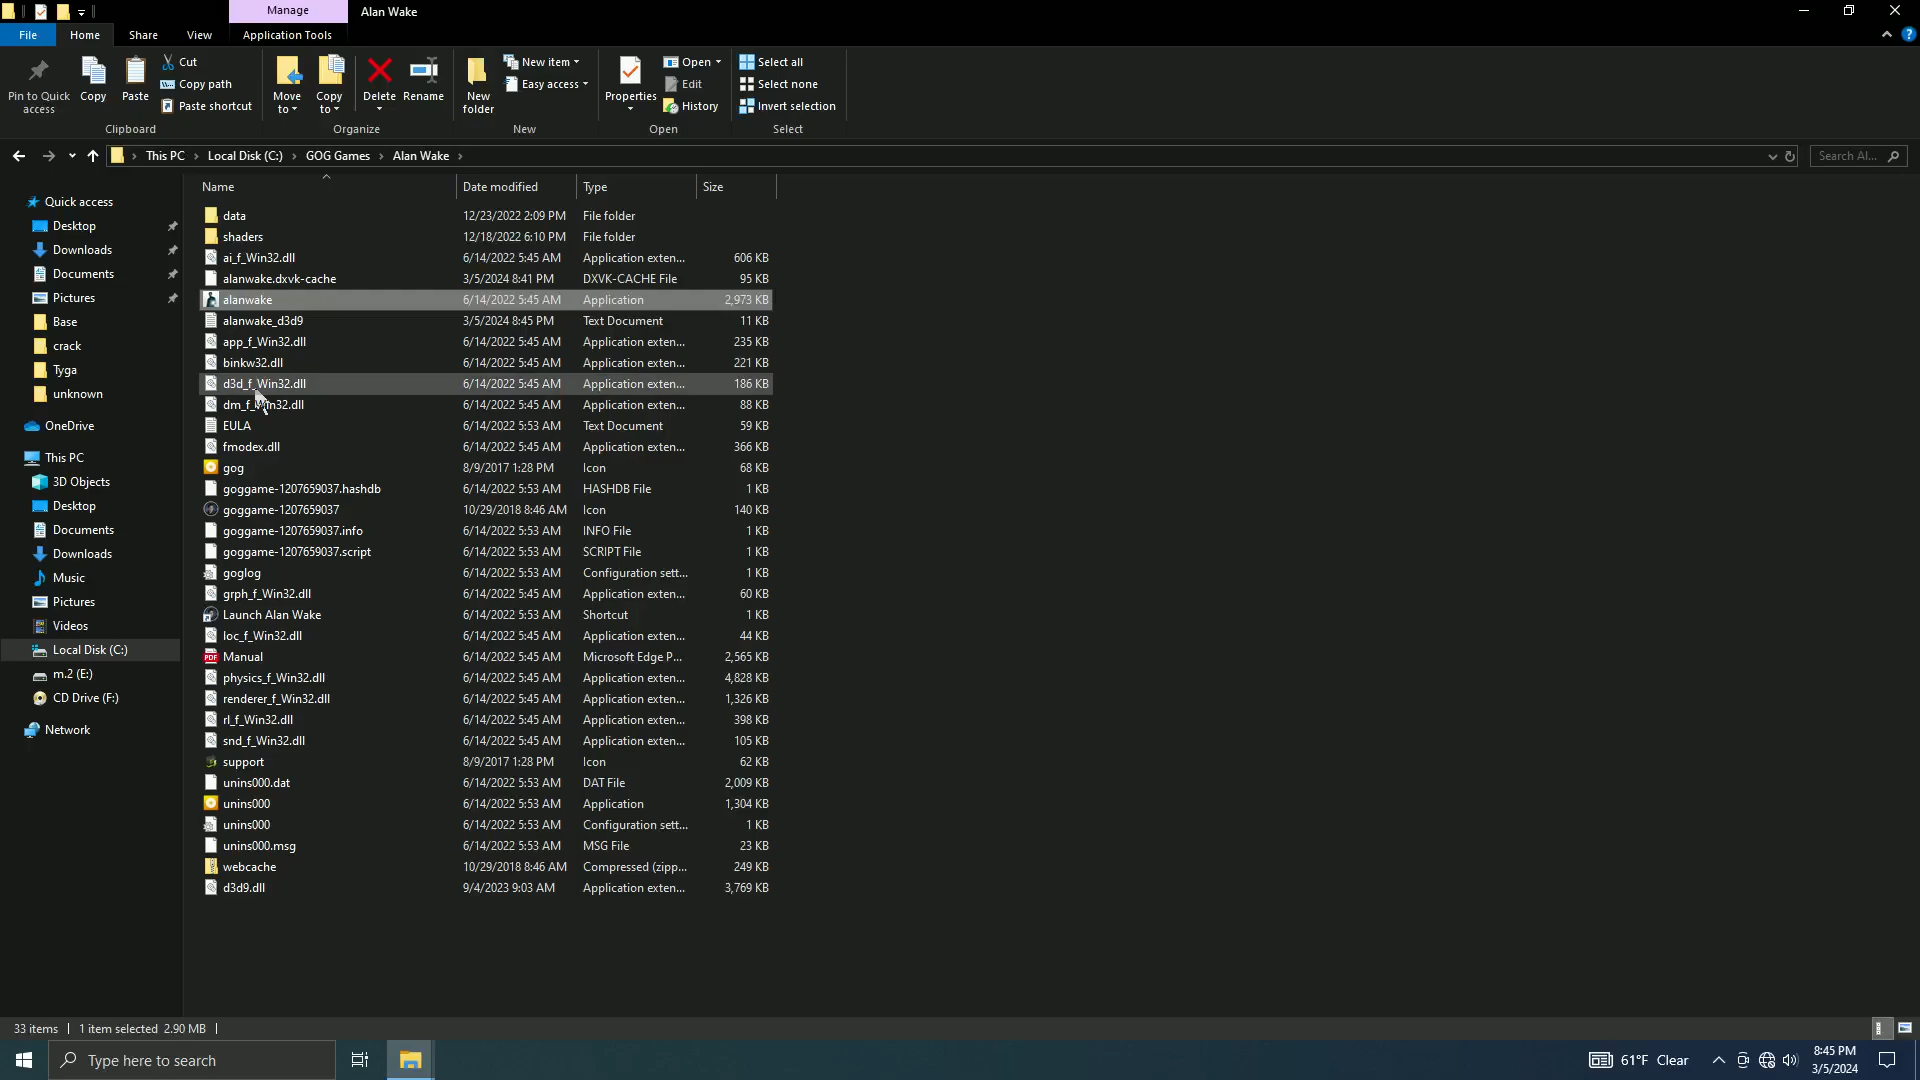 Manage
Alan Wake
File
Home
Share
View
Application Tools
Pin to Quick access
Copy
Paste
Cut
Copy path
Paste shortcut
Clipboard
Move to
Copy to
Delete
Rename
Organize
New folder
New item
Easy access
New
Properties
Open
Edit
History
Open
Select all
Select none
Invert selection
Select
This PC > Local Disk (C:) > GOG Games > Alan Wake >
Search Al...
Name Date modified Type Size
Quick access
Desktop
Downloads
Documents
Pictures
Base
crack
Tyga
unknown
OneDrive
This PC
3D Objects
Desktop
Documents
Downloads
Music
Pictures
Videos
Local Disk (C:)
m.2 (E:)
CD Drive (F:)
Network
data 12/23/2022 2:09 PM File folder
shaders 12/18/2022 6:10 PM File folder
ai_f_Win32.dll 6/14/2022 5:45 AM Application exten... 606 KB
alanwake.dxvk-cache 3/5/2024 8:41 PM DXVK-CACHE File 95 KB
alanwake 6/14/2022 5:45 AM Application 2,973 KB
alanwake_d3d9 3/5/2024 8:45 PM Text Document 11 KB
app_f_Win32.dll 6/14/2022 5:45 AM Application exten... 235 KB
binkw32.dll 6/14/2022 5:45 AM Application exten... 221 KB
d3d_f_Win32.dll 6/14/2022 5:45 AM Application exten... 186 KB
dm_f_Win32.dll 6/14/2022 5:45 AM Application exten... 88 KB
EULA 6/14/2022 5:53 AM Text Document 59 KB
fmodex.dll 6/14/2022 5:45 AM Application exten... 366 KB
gog 8/9/2017 1:28 PM Icon 68 KB
goggame-1207659037.hashdb 6/14/2022 5:53 AM HASHDB File 1 KB
goggame-1207659037 10/29/2018 8:46 AM Icon 140 KB
goggame-1207659037.info 6/14/2022 5:53 AM INFO File 1 KB
goggame-1207659037.script 6/14/2022 5:53 AM SCRIPT File 1 KB
goglog 6/14/2022 5:53 AM Configuration sett... 1 KB
grph_f_Win32.dll 6/14/2022 5:45 AM Application exten... 60 KB
Launch Alan Wake 6/14/2022 5:53 AM Shortcut 1 KB
loc_f_Win32.dll 6/14/2022 5:45 AM Application exten... 44 KB
PDF Manual 6/14/2022 5:45 AM Microsoft Edge P... 2,565 KB
physics_f_Win32.dll 6/14/2022 5:45 AM Application exten... 4,828 KB
renderer_f_Win32.dll 6/14/2022 5:45 AM Application exten... 1,326 KB
rl_f_Win32.dll 6/14/2022 5:45 AM Application exten... 398 KB
snd_f_Win32.dll 6/14/2022 5:45 AM Application exten... 105 KB
support 8/9/2017 1:28 PM Icon 62 KB
unins000.dat 6/14/2022 5:53 AM DAT File 2,009 KB
unins000 6/14/2022 5:53 AM Application 1,304 KB
unins000 6/14/2022 5:53 AM Configuration sett... 1 KB
unins000.msg 6/14/2022 5:53 AM MSG File 23 KB
webcache 10/29/2018 8:46 AM Compressed (zipp... 249 KB
d3d9.dll 9/4/2023 9:03 AM Application exten... 3,769 KB
33 items
1 item selected 2.90 MB
Type here to search
61°F Clear
8:45 PM
3/5/2024